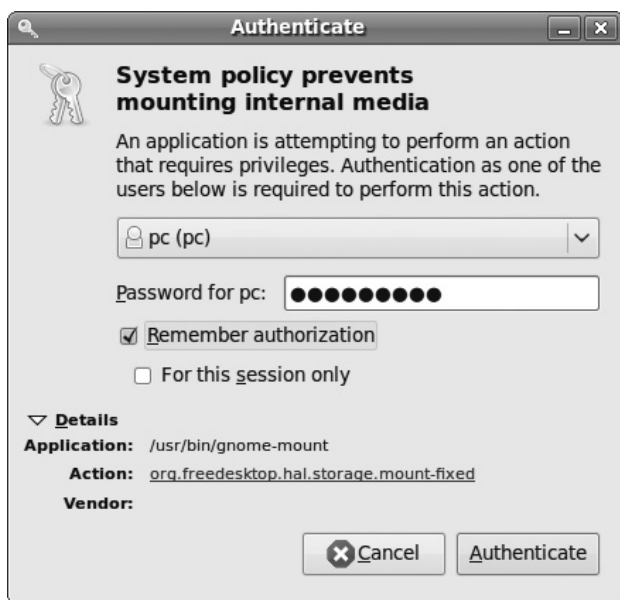 Authenticate
System policy prevents
mounting internal media
An application is attempting to perform an action
that requires privileges. Authentication as one of the
users below is required to perform this action.
pc (pc)
Password for pc: ●●●●●●●●●
Remember authorization
For this session only
Details
Application: /usr/bin/gnome-mount
Action: org.freedesktop.hal.storage.mount-fixed
Vendor:
Cancel Authenticate